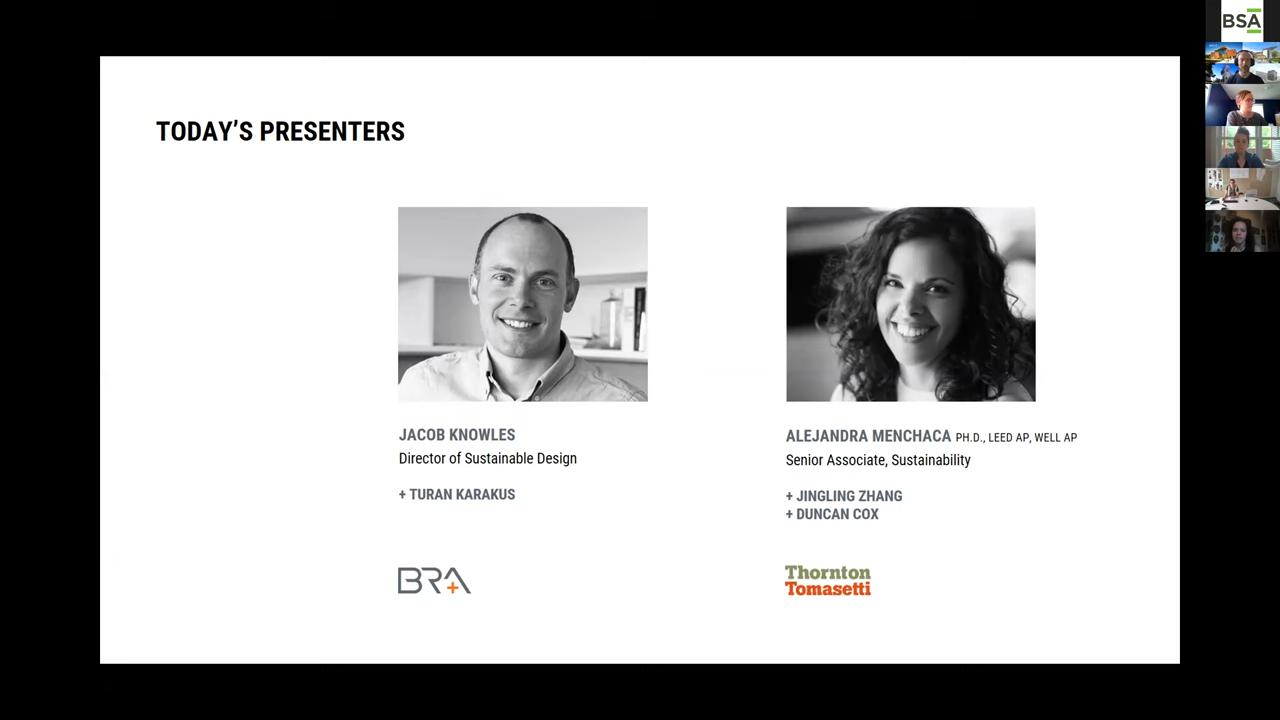 TODAY'S PRESENTERS
JACOB KNOWLES
Director of Sustainable Design
+ TURAN KARAKUS
BR+A
ALEJANDRA MENCHACA PH.D., LEED AP, WELL AP
Senior Associate, Sustainability
+ JINGLING ZHANG
+ DUNCAN COX
Thornton
Tomasetti
BSA